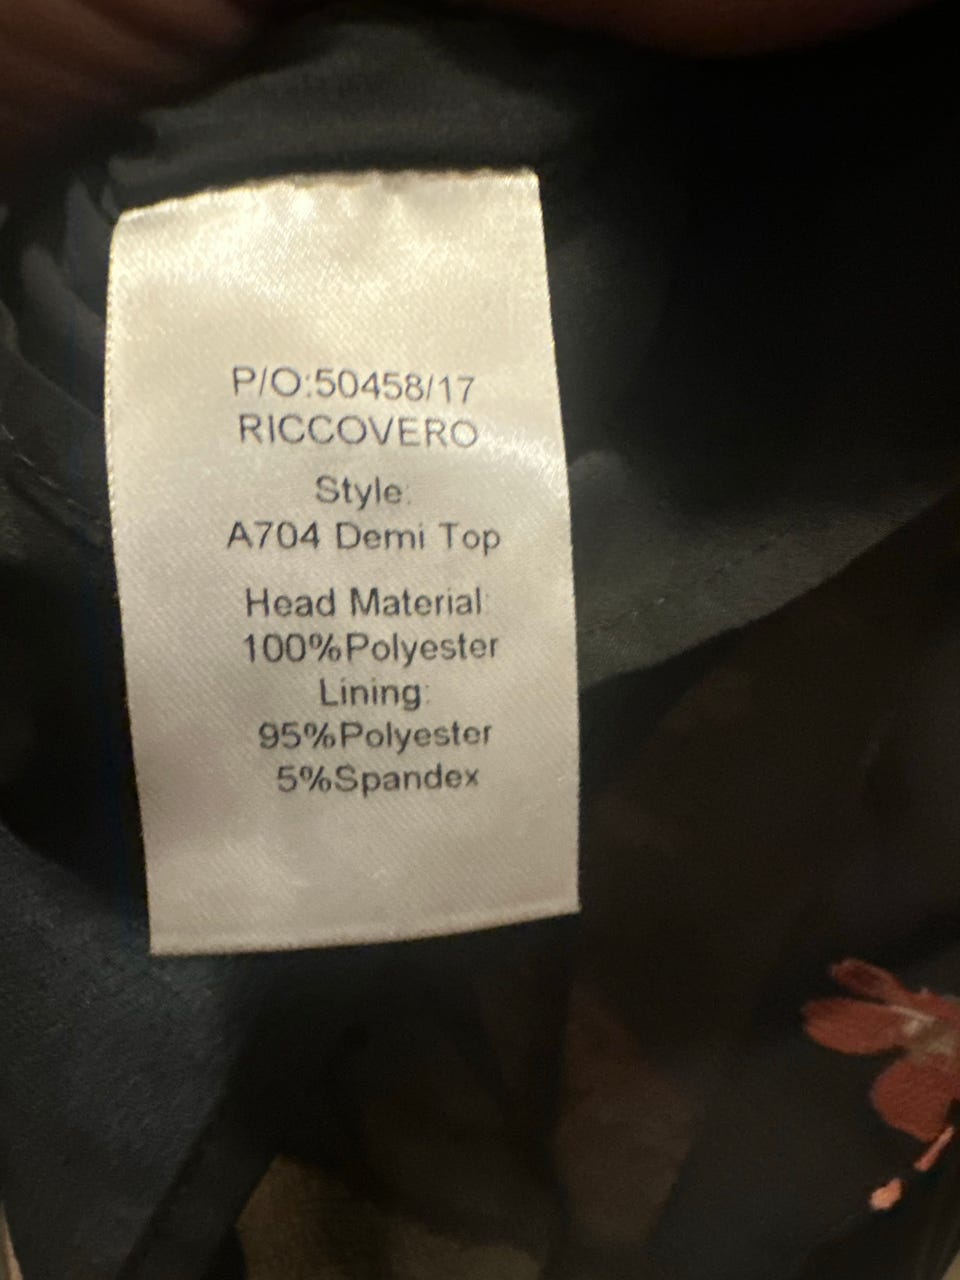 P/O:50458/17
RICCOVERO
Style:
A704 Demi Top
Head Material:
100%Polyester
Lining:
95%Polyester
5%Spandex